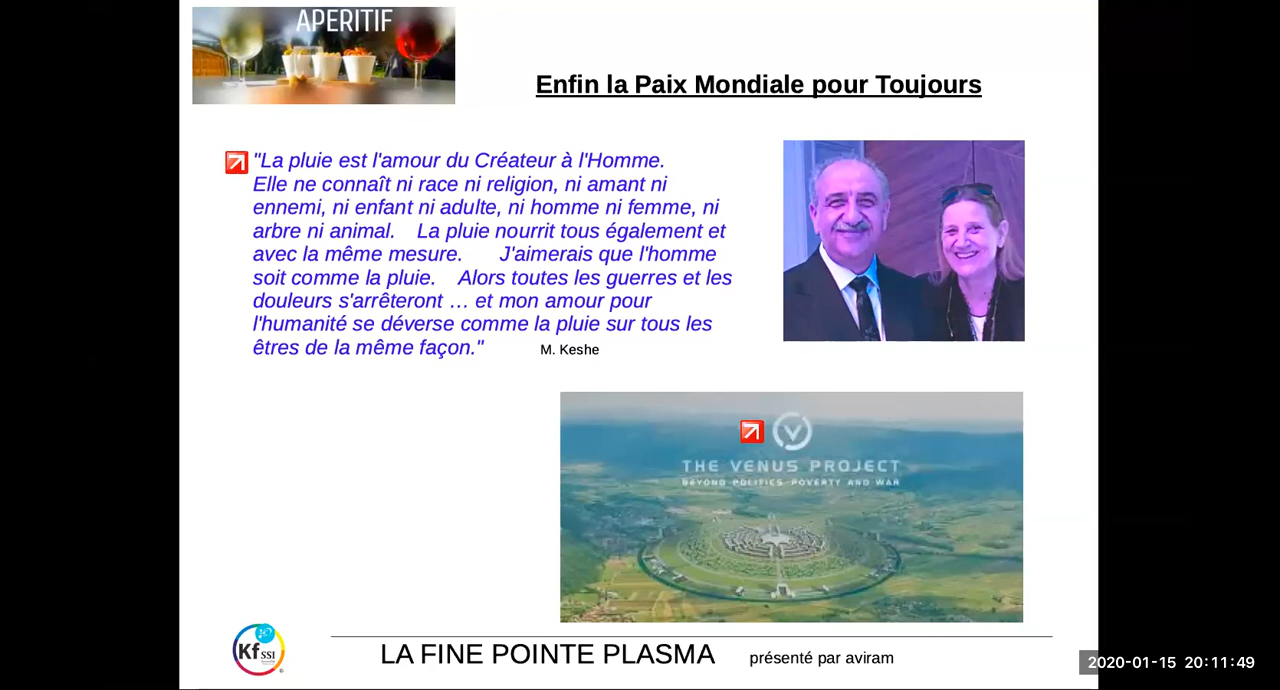 APERITIF
Enfin la Paix Mondiale pour Toujours
"La pluie est l'amour du Créateur à l'Homme.
Elle ne connaît ni race ni religion, ni amant ni
ennemi, ni enfant ni adulte, ni homme ni femme, ni
arbre ni animal. La pluie nourrit tous également et
avec la même mesure. J'aimerais que l'homme
soit comme la pluie. Alors toutes les guerres et les
douleurs s'arrêteront … et mon amour pour
l'humanité se déverse comme la pluie sur tous les
êtres de la même façon."
M. Keshe
THE VENUS PROJECT
BEYOND POLITICS POVERTY AND WAR
Kf SSI
LA FINE POINTE PLASMA
présenté par aviram
2020-01-15 20:11:49